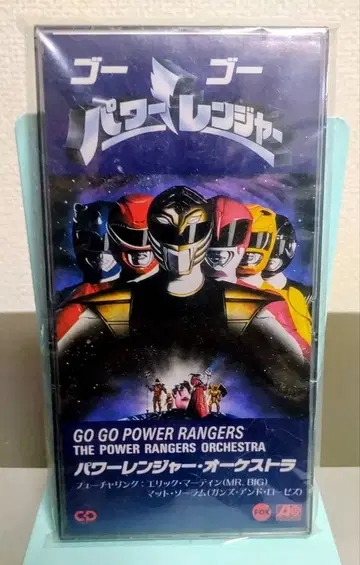 ゴー ゴー
パワーレンジャー
GO GO POWER RANGERS
THE POWER RANGERS ORCHESTRA
パワーレンジャー・オーケストラ
フューチャリング:エリック・マーティン(MR. BIG)
マット・ソーラム(ガンズ・アンド・ローゼズ)
CD
FOX